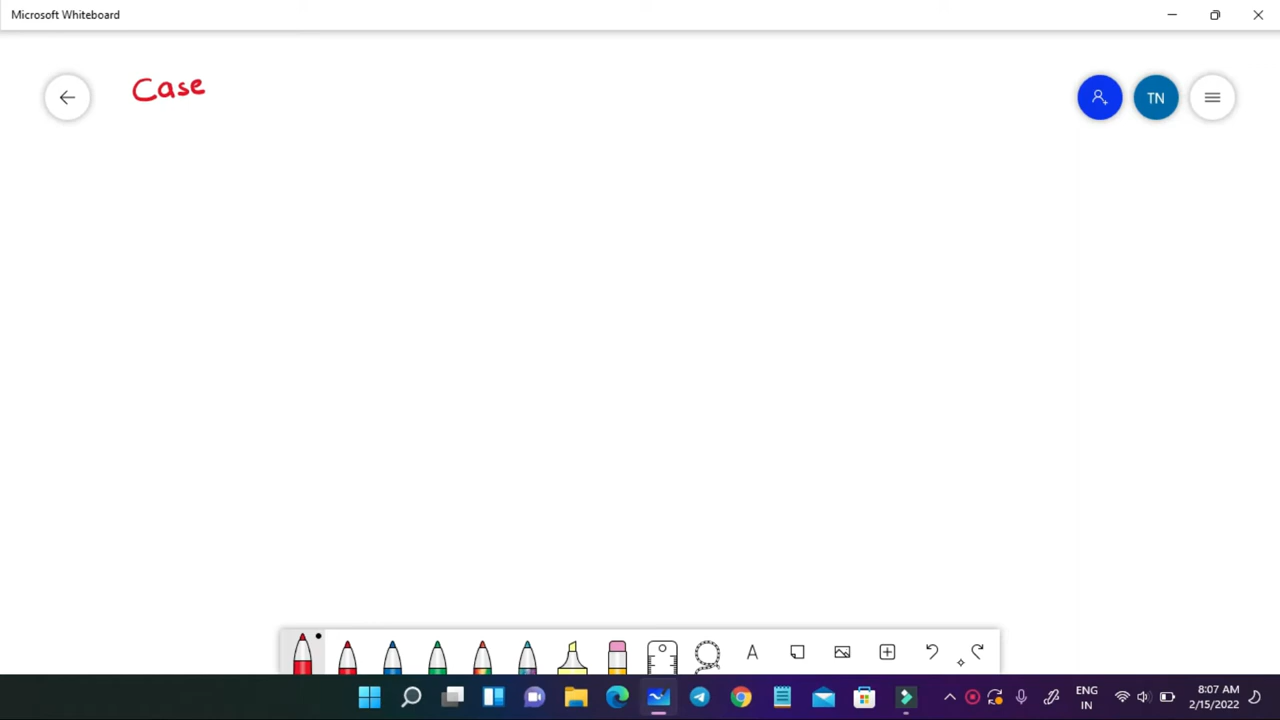 Microsoft Whiteboard
Case
TN
A
ENG
IN
8:07 AM
2/15/2022